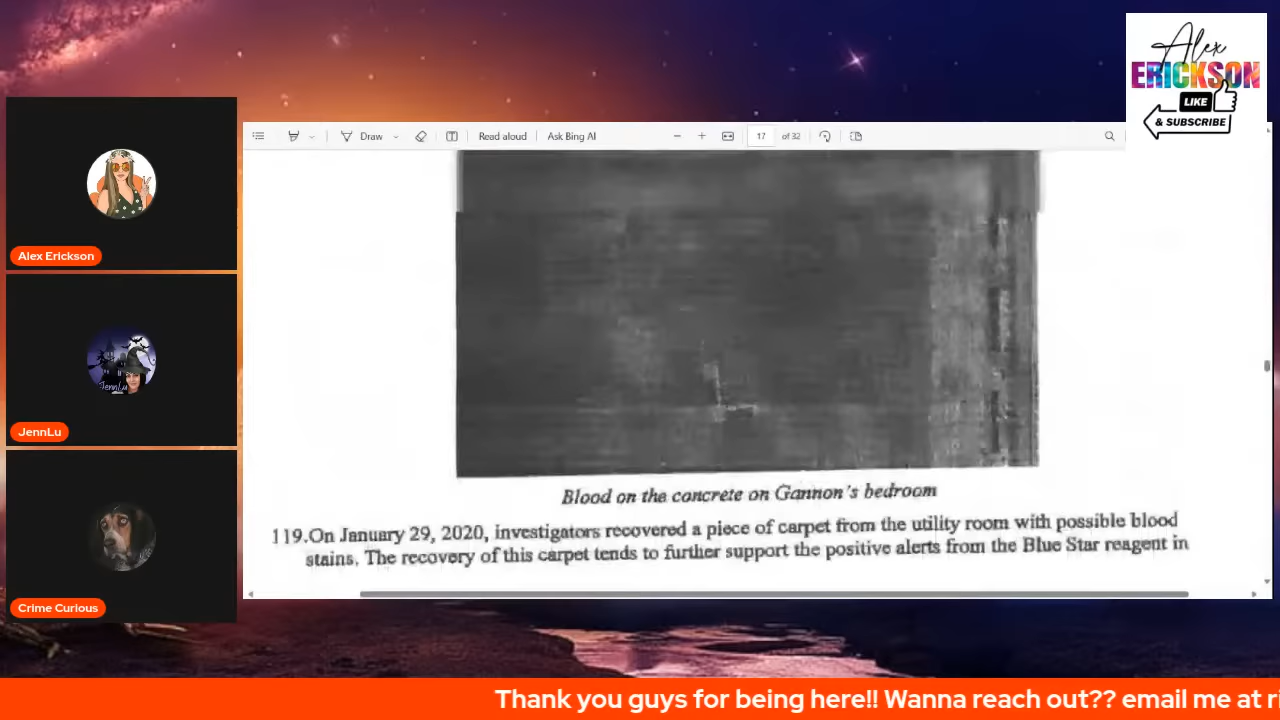 Alex
ERICKSON
LIKE
& SUBSCRIBE
Draw
Read aloud
Ask Bing AI
17
of 32
Alex Erickson
JennLu
JennLu
Crime Curious
Blood on the concrete on Gannon's bedroom
119.On January 29, 2020, investigators recovered a piece of carpet from the utility room with possible blood
stains. The recovery of this carpet tends to further support the positive alerts from the Blue Star reagent in
Thank you guys for being here!! Wanna reach out?? email me at ri